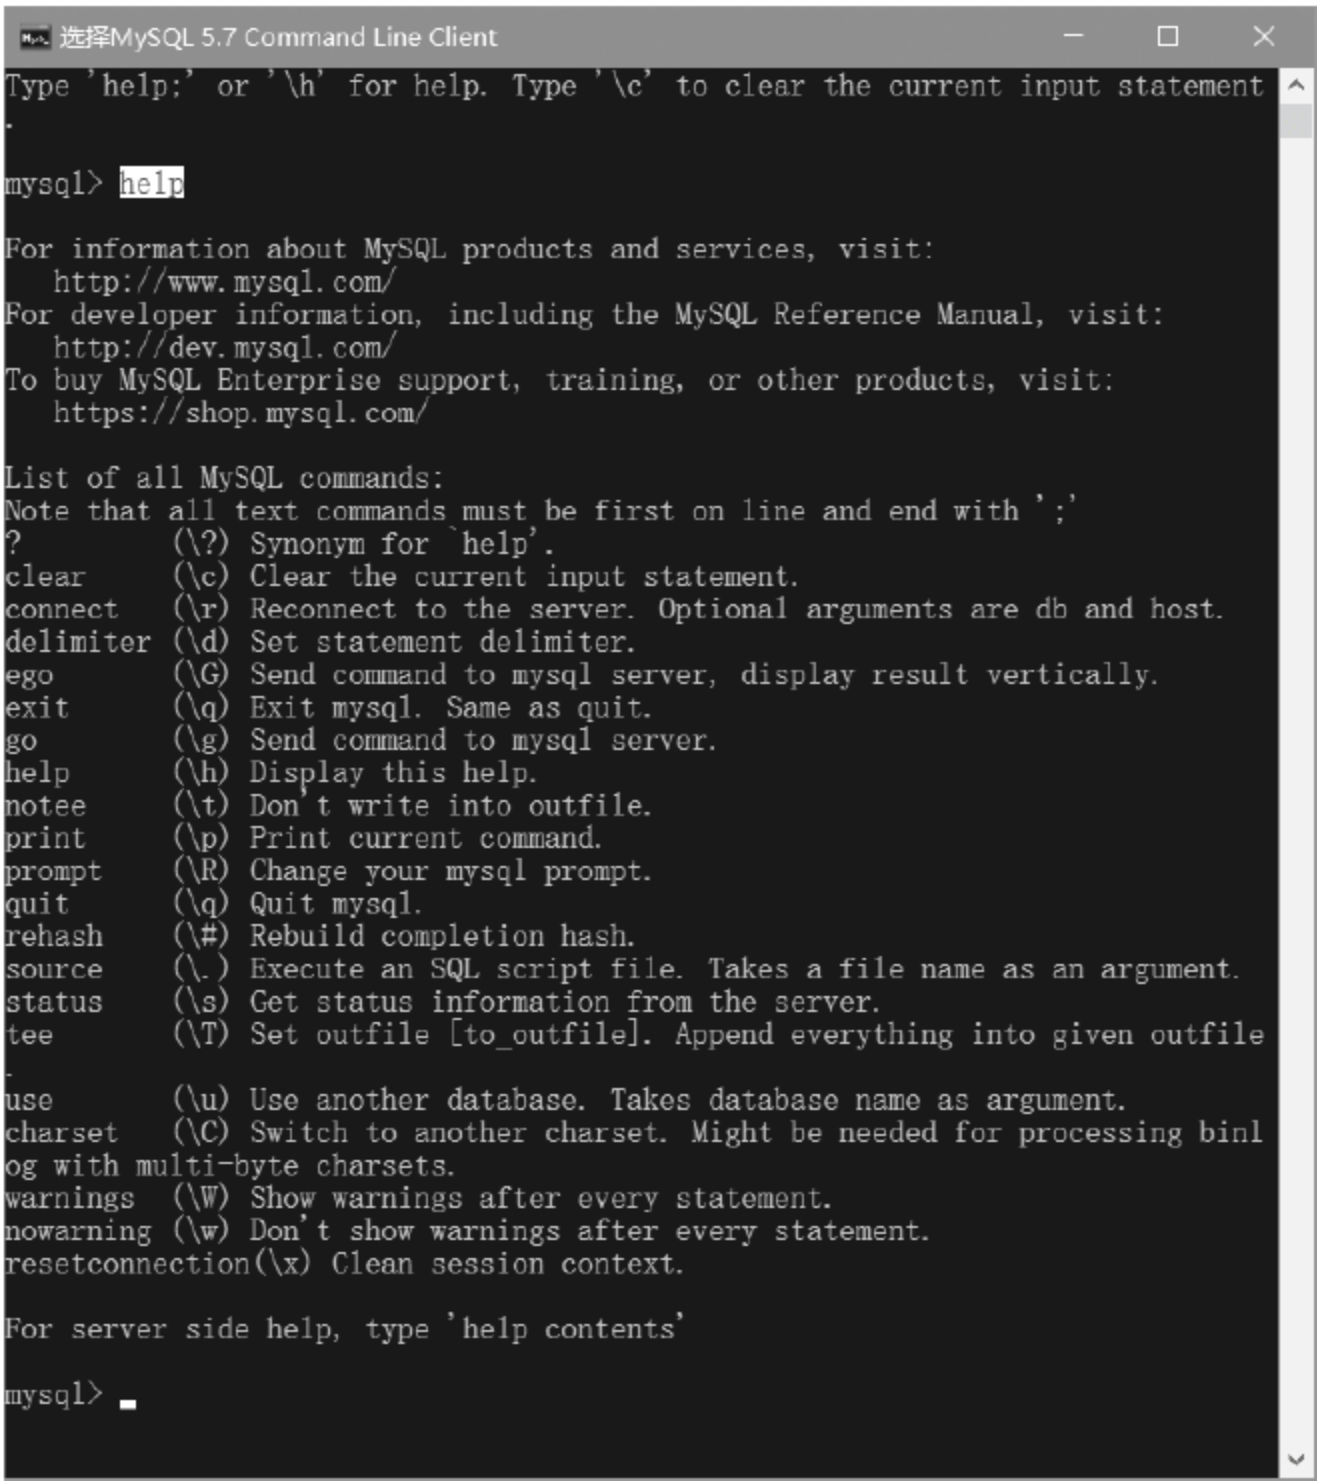 选择MySQL 5.7 Command Line Client
Type 'help;' or '\h' for help. Type '\c' to clear the current input statement
.
mysql> help
For information about MySQL products and services, visit:
   http://www.mysql.com/
For developer information, including the MySQL Reference Manual, visit:
   http://dev.mysql.com/
To buy MySQL Enterprise support, training, or other products, visit:
   https://shop.mysql.com/
List of all MySQL commands:
Note that all text commands must be first on line and end with ';'
?         (\?) Synonym for `help'.
clear     (\c) Clear the current input statement.
connect   (\r) Reconnect to the server. Optional arguments are db and host.
delimiter (\d) Set statement delimiter.
ego       (\G) Send command to mysql server, display result vertically.
exit      (\q) Exit mysql. Same as quit.
go        (\g) Send command to mysql server.
help      (\h) Display this help.
notee     (\t) Don't write into outfile.
print     (\p) Print current command.
prompt    (\R) Change your mysql prompt.
quit      (\q) Quit mysql.
rehash    (\#) Rebuild completion hash.
source    (\.) Execute an SQL script file. Takes a file name as an argument.
status    (\s) Get status information from the server.
tee       (\T) Set outfile [to_outfile]. Append everything into given outfile
.
use       (\u) Use another database. Takes database name as argument.
charset   (\C) Switch to another charset. Might be needed for processing binl
og with multi-byte charsets.
warnings  (\W) Show warnings after every statement.
nowarning (\w) Don't show warnings after every statement.
resetconnection(\x) Clean session context.
For server side help, type 'help contents'
mysql>